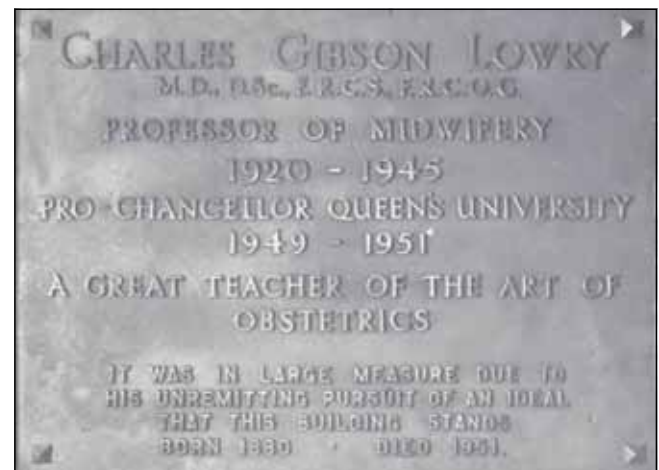 CHARLES GIBSON LOWRY
M.D., D.Sc., F.R.C.S., F.R.C.O.G.
PROFESSOR OF MIDWIFERY
1920 - 1945
PRO-CHANCELLOR QUEEN'S UNIVERSITY
1949 - 1951
A GREAT TEACHER OF THE ART OF
OBSTETRICS
IT WAS IN LARGE MEASURE DUE TO
HIS UNREMITTING PURSUIT OF AN IDEAL
THAT THIS BUILDING STANDS
BORN 1880 · DIED 1951.